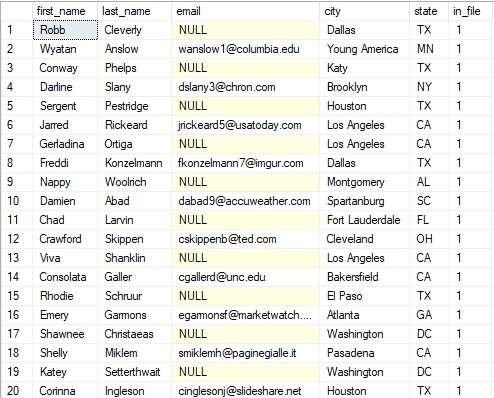 first_name last_name email city state in_file
1 Robb Cleverly NULL Dallas TX 1
2 Wyatan Anslow wanslow1@columbia.edu Young America MN 1
3 Conway Phelps NULL Katy TX 1
4 Darline Slany dslany3@chron.com Brooklyn NY 1
5 Sergent Pestridge NULL Houston TX 1
6 Jarred Rickeard jrickeard5@usatoday.com Los Angeles CA 1
7 Gerladina Ortiga NULL Los Angeles CA 1
8 Freddi Konzelmann fkonzelmann7@imgur.com Dallas TX 1
9 Nappy Woolrich NULL Montgomery AL 1
10 Damien Abad dabad9@accuweather.com Spartanburg SC 1
11 Chad Larvin NULL Fort Lauderdale FL 1
12 Crawford Skippen cskippenb@ted.com Cleveland OH 1
13 Viva Shanklin NULL Los Angeles CA 1
14 Consolata Galler cgallerd@unc.edu Bakersfield CA 1
15 Rhodie Schruur NULL El Paso TX 1
16 Emery Garmons egarmonsf@marketwatch.... Atlanta GA 1
17 Shawnee Christaeas NULL Washington DC 1
18 Shelly Miklem smiklemh@paginegialle.it Pasadena CA 1
19 Katey Setterthwait NULL Washington DC 1
20 Corinna Ingleson cinglesonj@slideshare.net Houston TX 1